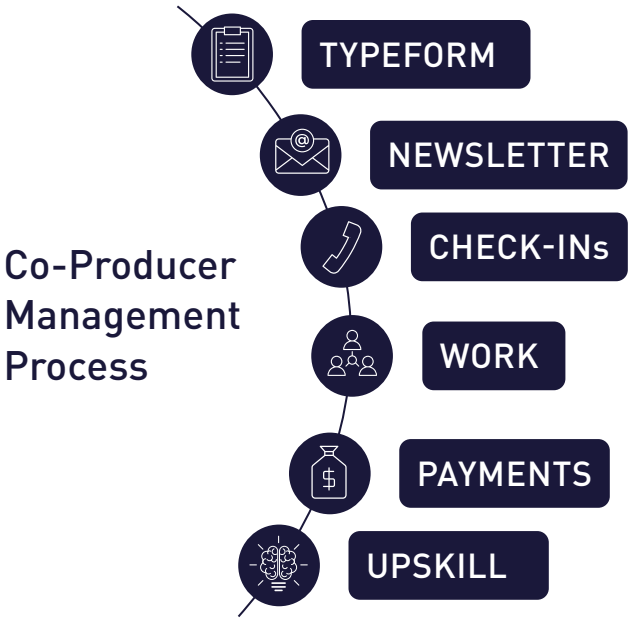 TYPEFORM
NEWSLETTER
CHECK-INs
Co-Producer
Management
Process
WORK
PAYMENTS
$
UPSKILL
@